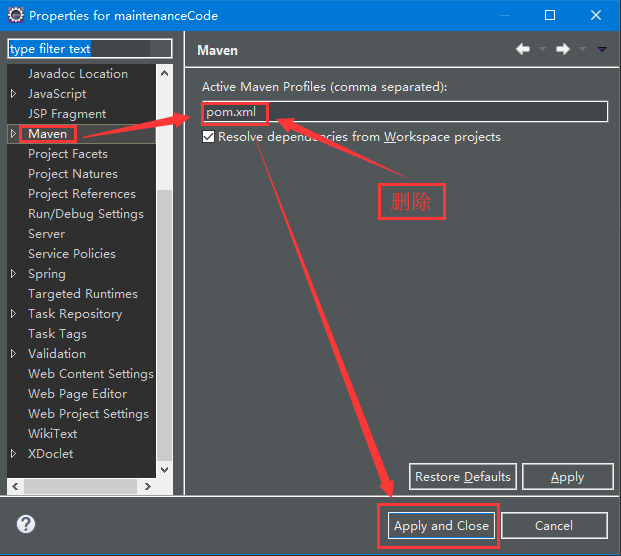 Properties for maintenanceCode
type filter text
Javadoc Location
JavaScript
JSP Fragment
Maven
Project Facets
Project Natures
Project References
Run/Debug Settings
Server
Service Policies
Spring
Targeted Runtimes
Task Repository
Task Tags
Validation
Web Content Settings
Web Page Editor
Web Project Settings
WikiText
XDoclet
Maven
Active Maven Profiles (comma separated):
pom.xml
Resolve dependencies from Workspace projects
删除
Restore Defaults
Apply
?
Apply and Close
Cancel